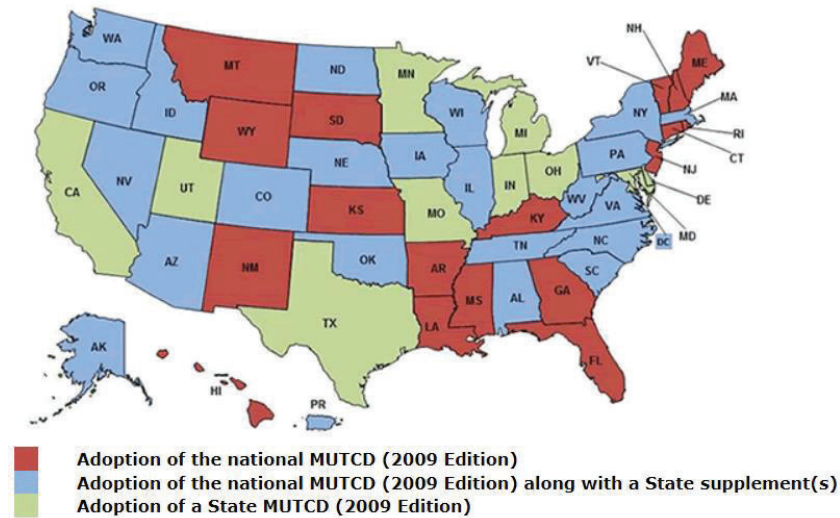 WA
MT
ND
MN
OR
ID
WY
SD
WI
MI
NY
VT
NH
ME
MA
RI
CT
NJ
DE
MD
DC
CA
NV
UT
CO
NE
IA
IL
IN
OH
PA
KS
MO
KY
WV
VA
AZ
NM
OK
AR
TN
NC
SC
TX
LA
MS
AL
GA
FL
AK
HI
PR
Adoption of the national MUTCD (2009 Edition)
Adoption of the national MUTCD (2009 Edition) along with a State supplement(s)
Adoption of a State MUTCD (2009 Edition)